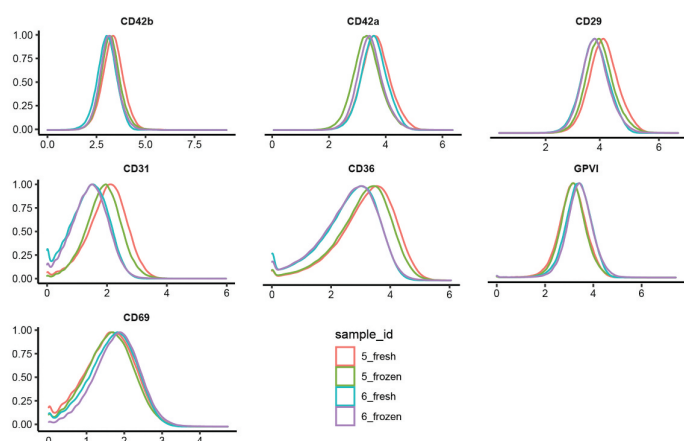 CD42b CD42a CD29
1.00
0.75
0.50
0.25
0.00
0.0 2.5 5.0 7.5 0 2 4 6 2 4 6
CD31 CD36 GPVI
1.00
0.75
0.50
0.25
0.00
0 2 4 6 0 2 4 6 0 2 4 6
CD69
1.00
0.75
0.50
0.25
0.00
0 1 2 3 4
sample_id
5_fresh
5_frozen
6_fresh
6_frozen